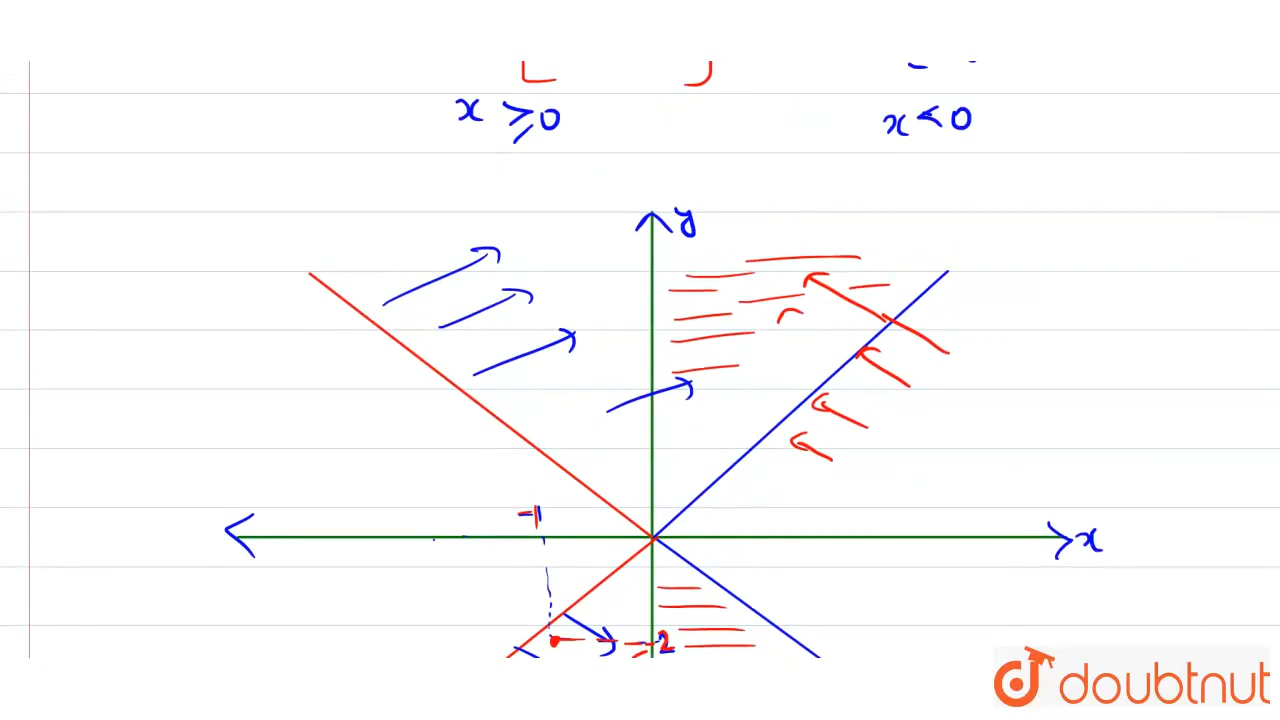 x ≥ 0 x < 0
y
-1
x
-2
doubtnut